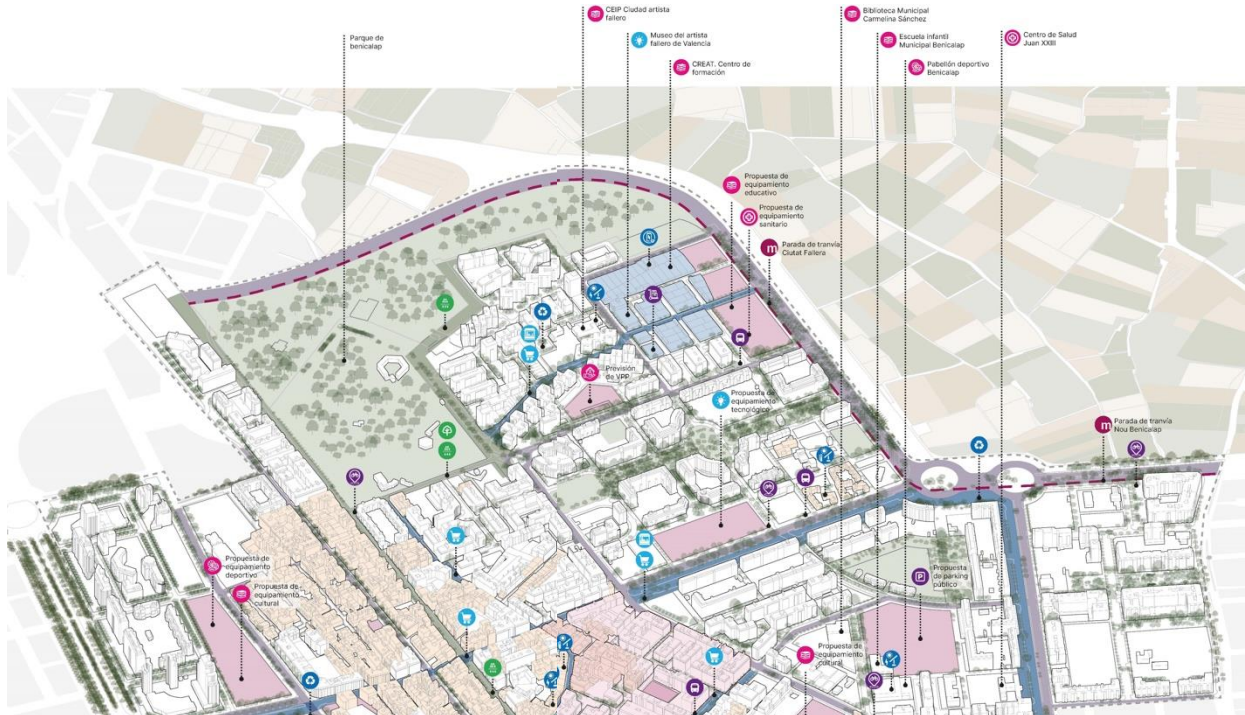 CEIP Ciudad artista
fallero
Biblioteca Municipal
Carmelina Sánchez
Parque de
benicalap
Museo del artista
fallero de Valencia
Escuela infantil
Municipal Benicalap
Centro de Salud
Juan XXIII
CREAT. Centro de
formación
Pabellón deportivo
Benicalap
Propuesta de
equipamiento
educativo
Propuesta de
equipamiento
sanitario
m
Parada de tranvía
Ciutat Fallera
Previsión
de VPP
Propuesta de
equipamiento
tecnológico
m
Parada de tranvía
Nou Benicalap
Propuesta de
equipamiento
deportivo
Propuesta de
equipamiento
cultural
P
Propuesta
de parking
público
Propuesta de
equipamiento
cultural